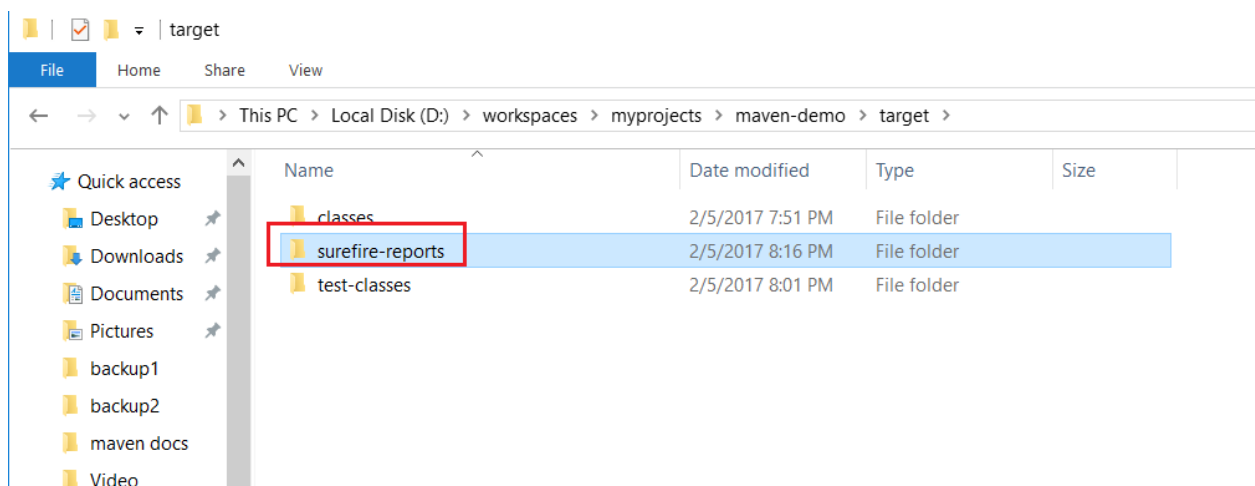 target
File Home Share View
This PC > Local Disk (D:) > workspaces > myprojects > maven-demo > target >
Name Date modified Type Size
Quick access
Desktop
Downloads
Documents
Pictures
backup1
backup2
maven docs
Video
classes 2/5/2017 7:51 PM File folder
surefire-reports 2/5/2017 8:16 PM File folder
test-classes 2/5/2017 8:01 PM File folder